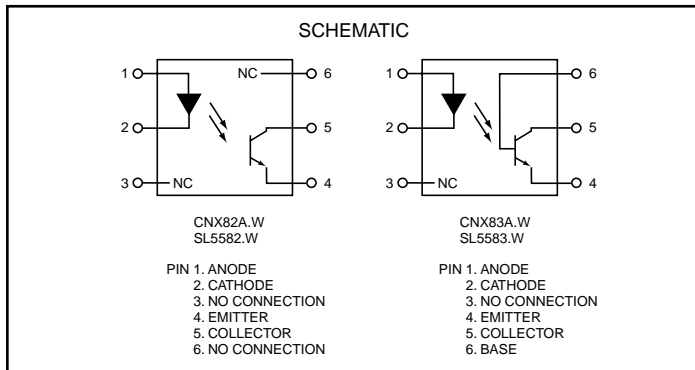 SCHEMATIC
1
2
3
NC
NC
6
5
4
CNX82A.W
SL5582.W
PIN 1. ANODE
2. CATHODE
3. NO CONNECTION
4. EMITTER
5. COLLECTOR
6. NO CONNECTION
1
2
3
NC
6
5
4
CNX83A.W
SL5583.W
PIN 1. ANODE
2. CATHODE
3. NO CONNECTION
4. EMITTER
5. COLLECTOR
6. BASE